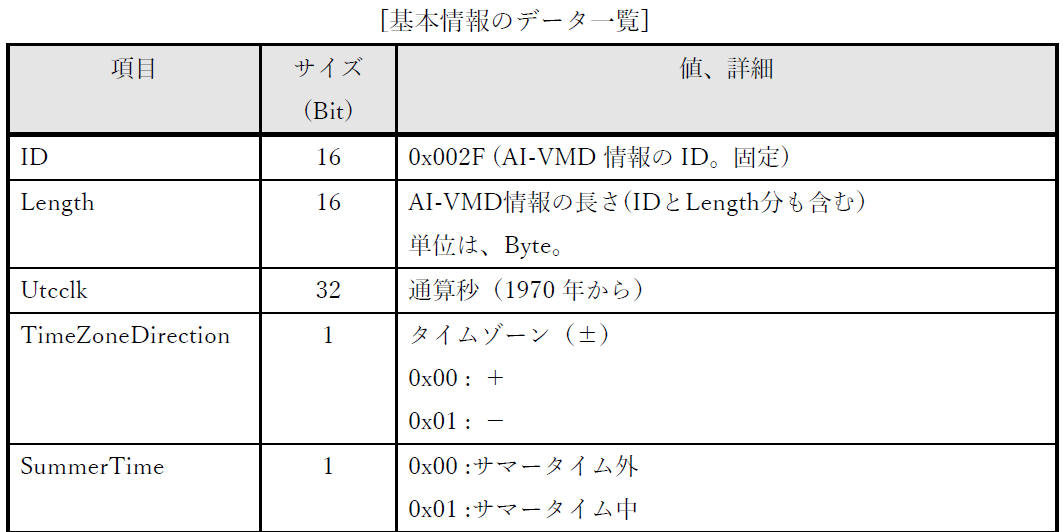 [基本情報のデータ一覧]
項目 サイズ 値、詳細
(Bit)
ID 16 0x002F (AI-VMD 情報の ID。固定)
Length 16 AI-VMD情報の長さ(IDとLength分も含む)
単位は、Byte。
Utcclk 32 通算秒（1970 年から）
TimeZoneDirection 1 タイムゾーン（±）
0x00 : ＋
0x01 : －
SummerTime 1 0x00 :サマータイム外
0x01 :サマータイム中